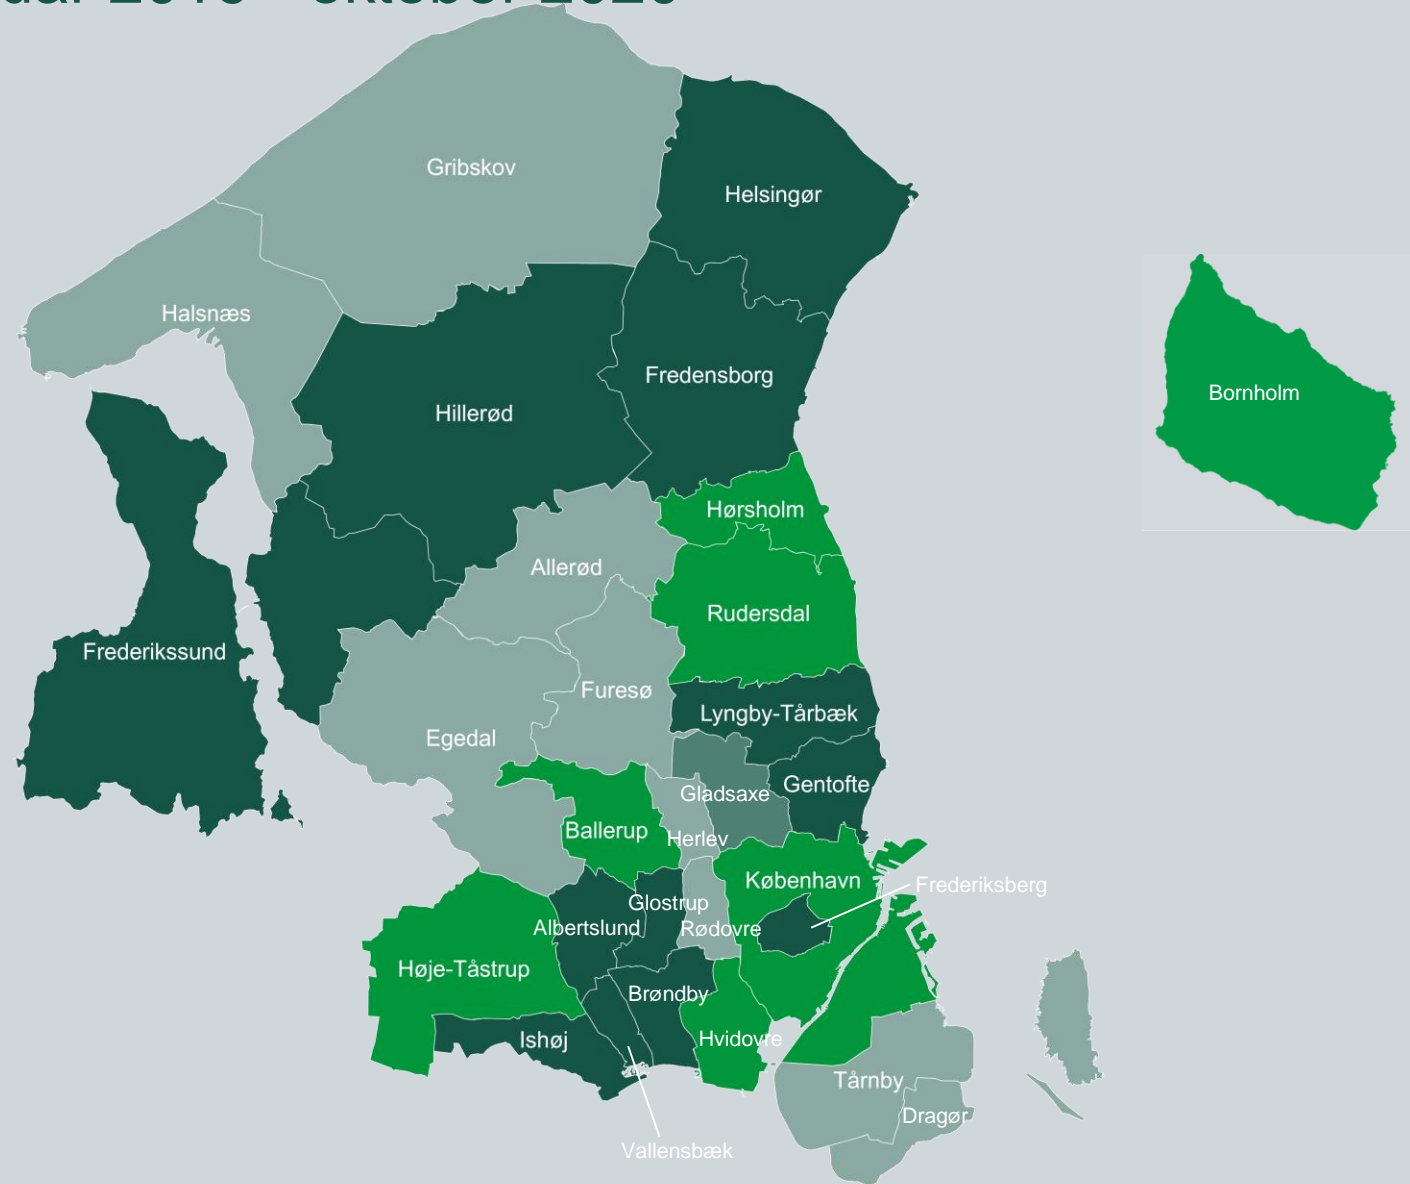 oktober
Gribskov
Helsingør
Halsnæs
Fredensborg
Bornholm
Hillerød
Hørsholm
Allerød
Rudersdal
Frederikssund
Furesø
Lyngby-Tårbæk
Egedal
Gentofte
Gladsaxe
Ballerup
Herlev
København
Frederiksberg
Glostrup
Albertslund
Rødovre
Høje-Tåstrup
Brøndby
Ishøj
Hvidovre
Tårnby
Dragør
Vallensbæk